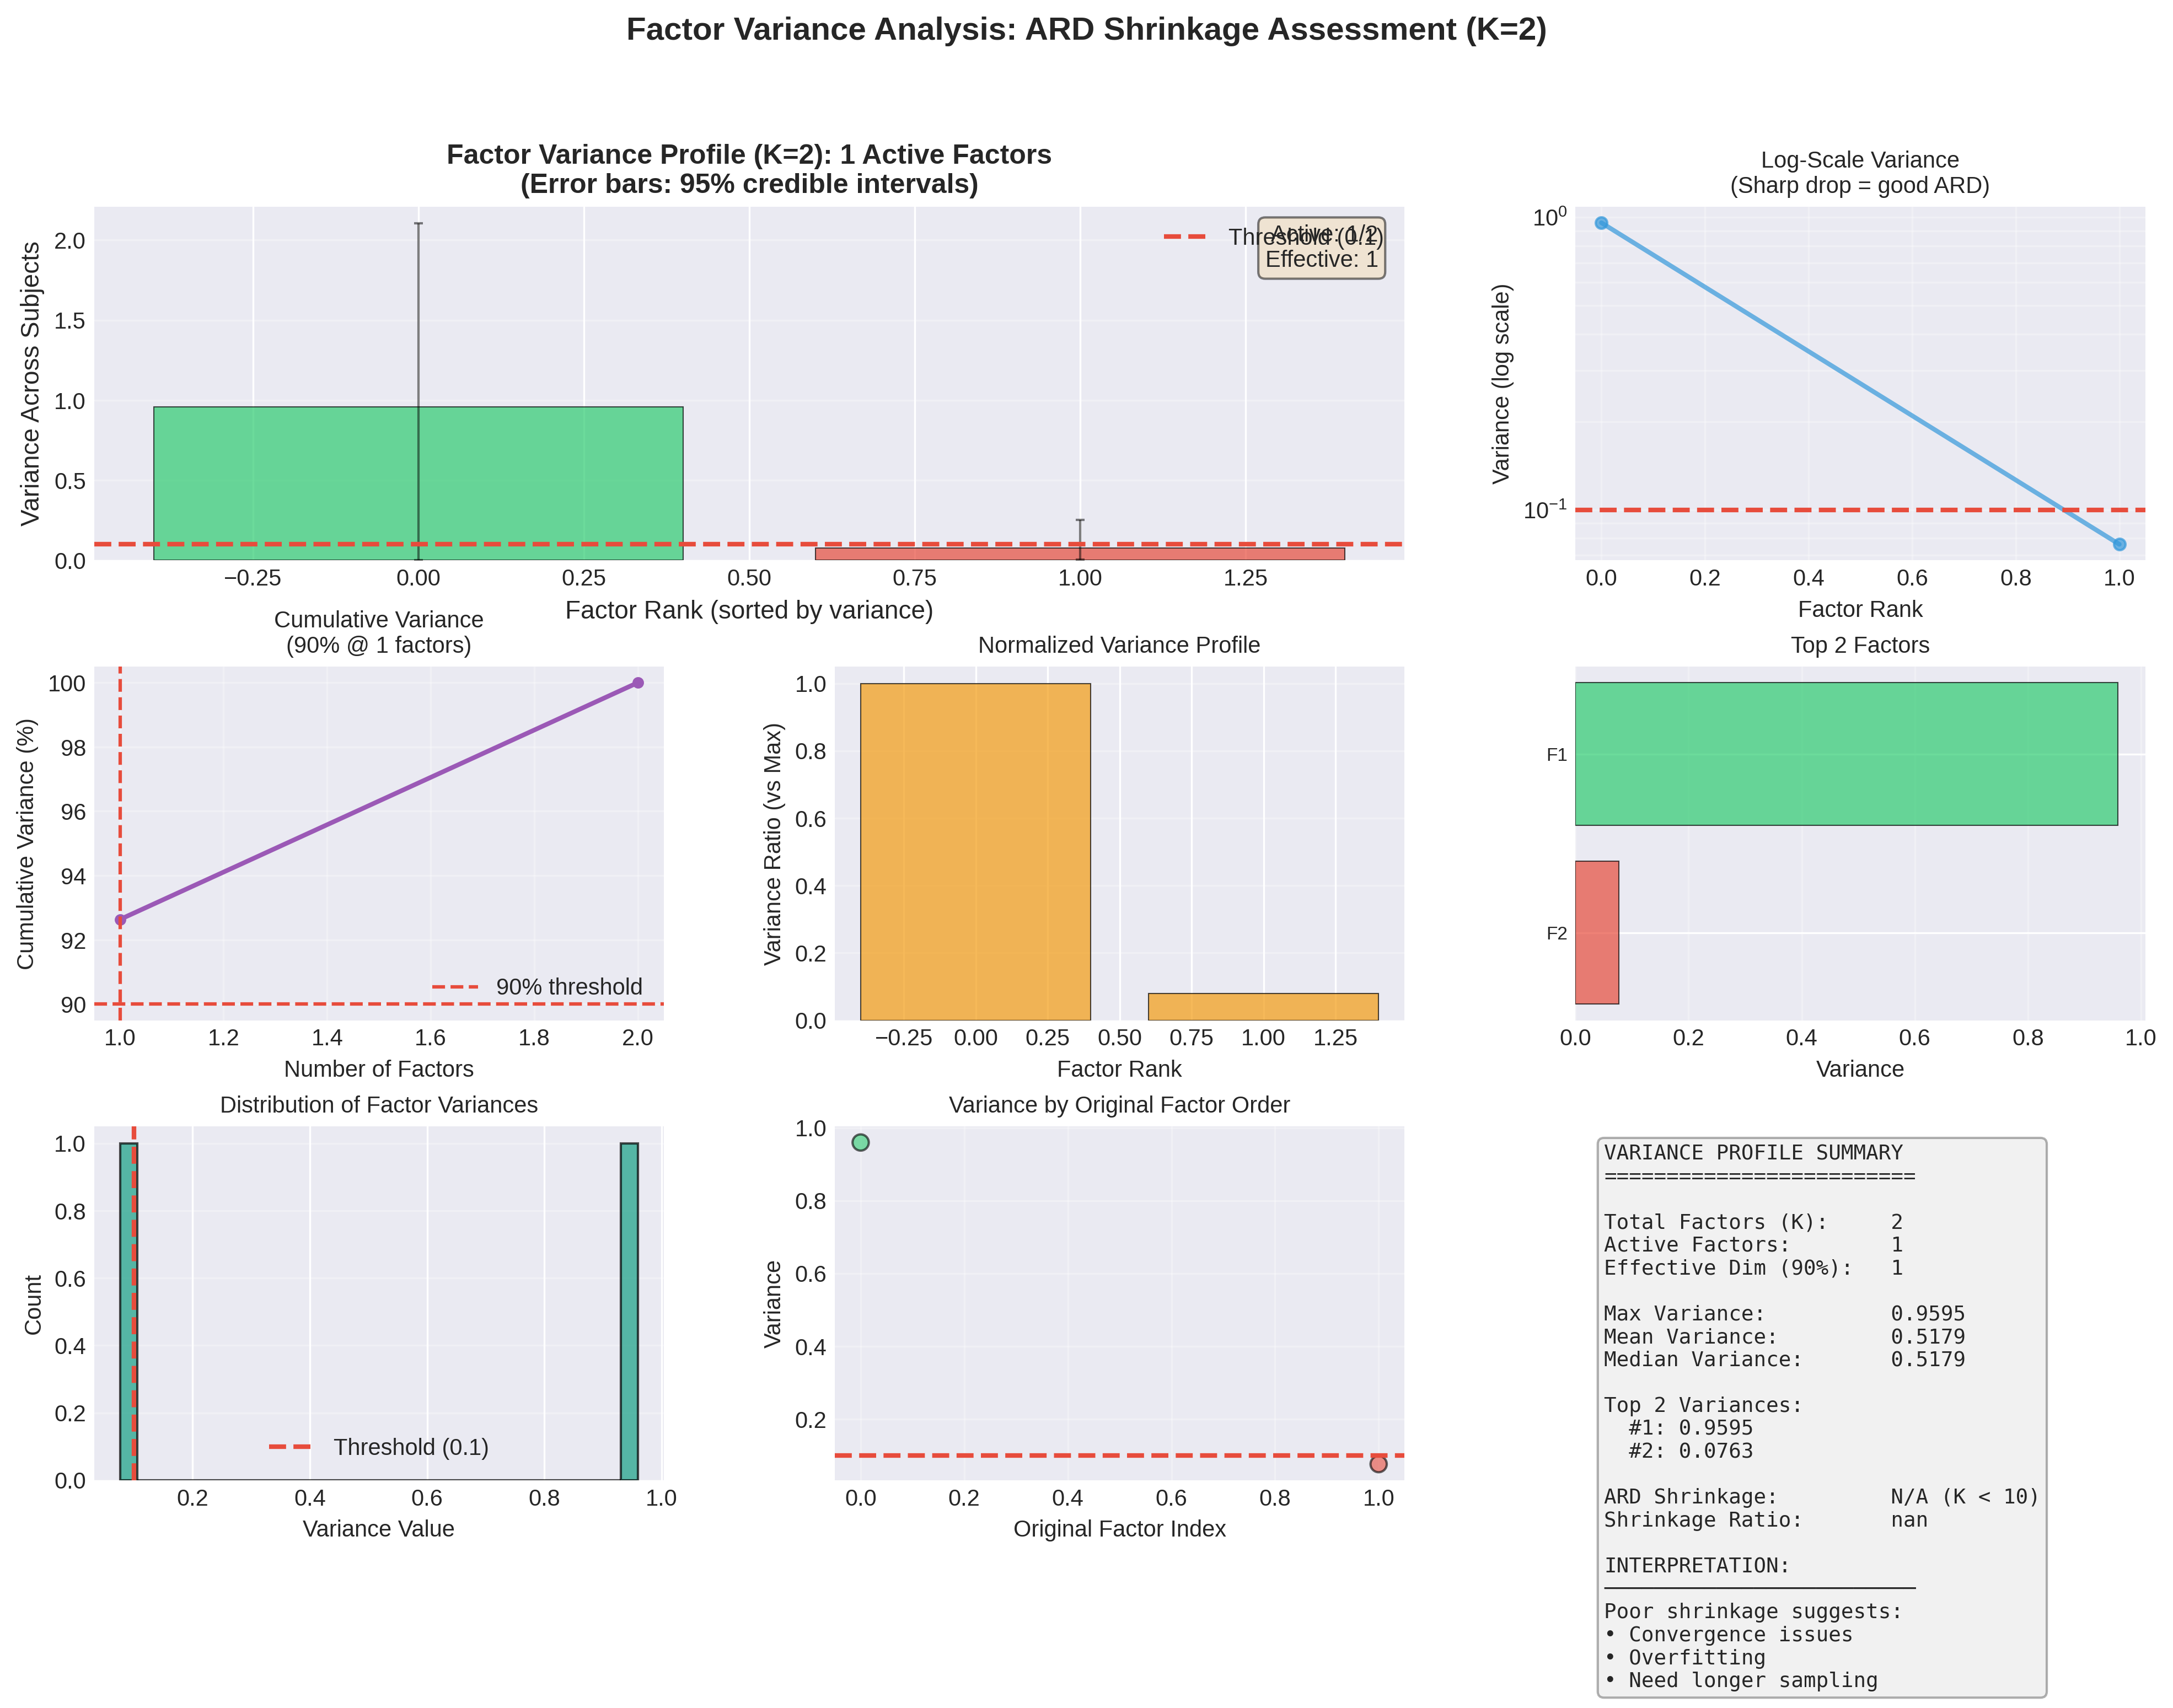 Factor Variance Analysis: ARD Shrinkage Assessment (K=2)
Factor Variance Profile (K=2): 1 Active Factors
(Error bars: 95% credible intervals)
Variance Across Subjects
2.0
1.5
1.0
0.5
0.0
Threshold (0.1)
Active: 1/2
Effective: 1
−0.25 0.00 0.25 0.50 0.75 1.00 1.25
Factor Rank (sorted by variance)
Log-Scale Variance
(Sharp drop = good ARD)
Variance (log scale)
10⁰
10⁻¹
0.0 0.2 0.4 0.6 0.8 1.0
Factor Rank
Cumulative Variance
(90% @ 1 factors)
Cumulative Variance (%)
100
98
96
94
92
90
90% threshold
1.0 1.2 1.4 1.6 1.8 2.0
Number of Factors
Normalized Variance Profile
Variance Ratio (vs Max)
1.0
0.8
0.6
0.4
0.2
0.0
−0.25 0.00 0.25 0.50 0.75 1.00 1.25
Factor Rank
Top 2 Factors
F1
F2
0.0 0.2 0.4 0.6 0.8 1.0
Variance
Distribution of Factor Variances
Count
1.0
0.8
0.6
0.4
0.2
0.0
Threshold (0.1)
0.2 0.4 0.6 0.8 1.0
Variance Value
Variance by Original Factor Order
Variance
1.0
0.8
0.6
0.4
0.2
0.0 0.2 0.4 0.6 0.8 1.0
Original Factor Index
VARIANCE PROFILE SUMMARY
=========================
Total Factors (K): 2
Active Factors: 1
Effective Dim (90%): 1
Max Variance: 0.9595
Mean Variance: 0.5179
Median Variance: 0.5179
Top 2 Variances:
#1: 0.9595
#2: 0.0763
ARD Shrinkage: N/A (K < 10)
Shrinkage Ratio: nan
INTERPRETATION:
─────────────────────────
Poor shrinkage suggests:
• Convergence issues
• Overfitting
• Need longer sampling